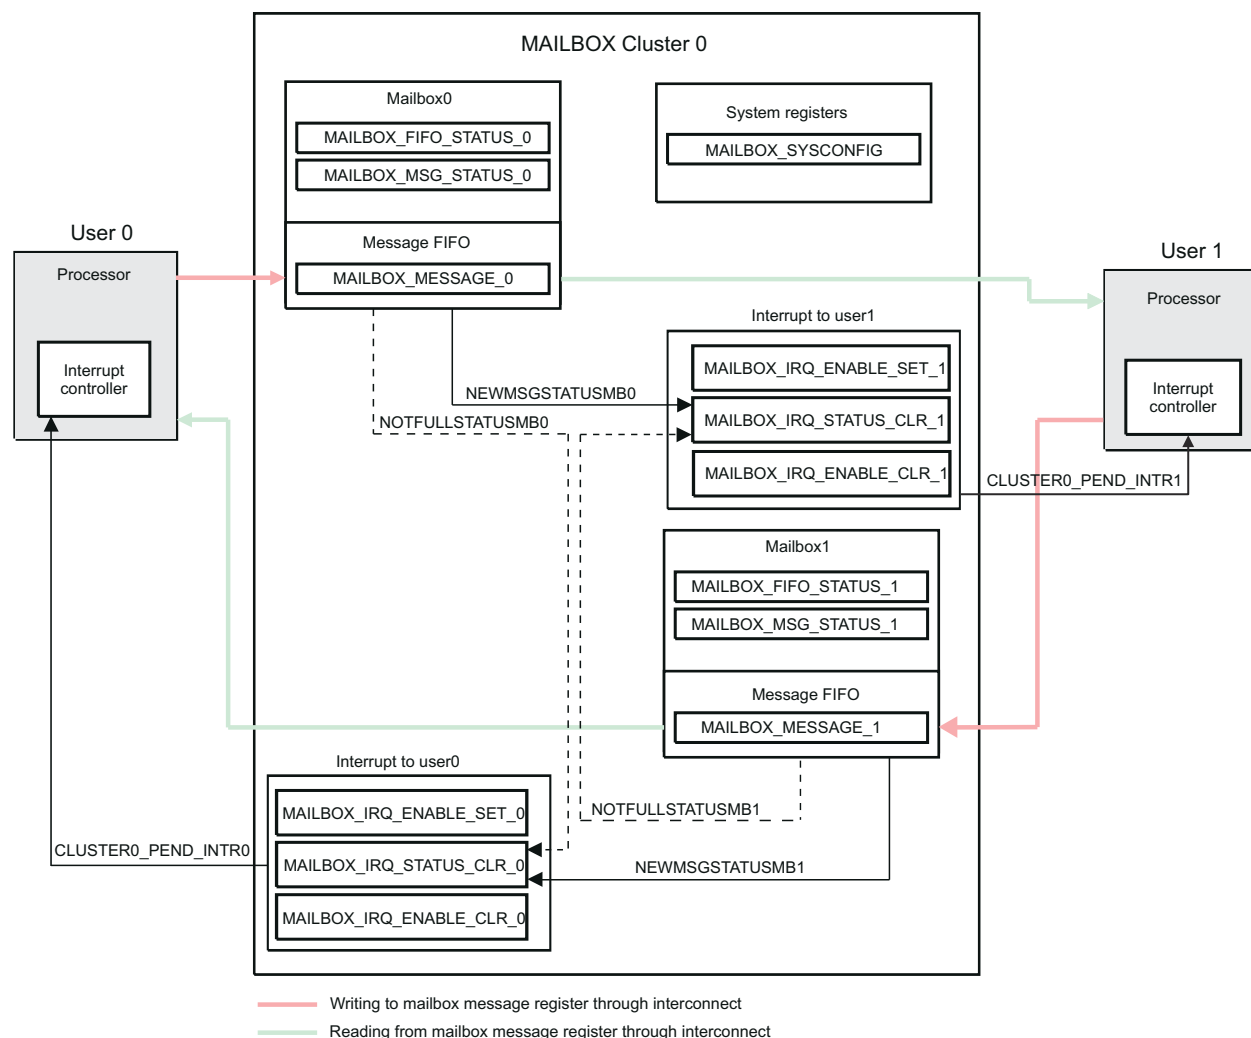 MAILBOX Cluster 0
Mailbox0
MAILBOX_FIFO_STATUS_0
MAILBOX_MSG_STATUS_0
Message FIFO
MAILBOX_MESSAGE_0
System registers
MAILBOX_SYSCONFIG
User 0
Processor
Interrupt
controller
User 1
Processor
Interrupt
controller
Interrupt to user1
MAILBOX_IRQ_ENABLE_SET_1
MAILBOX_IRQ_STATUS_CLR_1
MAILBOX_IRQ_ENABLE_CLR_1
NEWMSGSTATUSMB0
NOTFULLSTATUSMB0
CLUSTER0_PEND_INTR1
Mailbox1
MAILBOX_FIFO_STATUS_1
MAILBOX_MSG_STATUS_1
Message FIFO
MAILBOX_MESSAGE_1
Interrupt to user0
MAILBOX_IRQ_ENABLE_SET_0
MAILBOX_IRQ_STATUS_CLR_0
MAILBOX_IRQ_ENABLE_CLR_0
NOTFULLSTATUSMB1
NEWMSGSTATUSMB1
CLUSTER0_PEND_INTR0
Writing to mailbox message register through interconnect
Reading from mailbox message register through interconnect